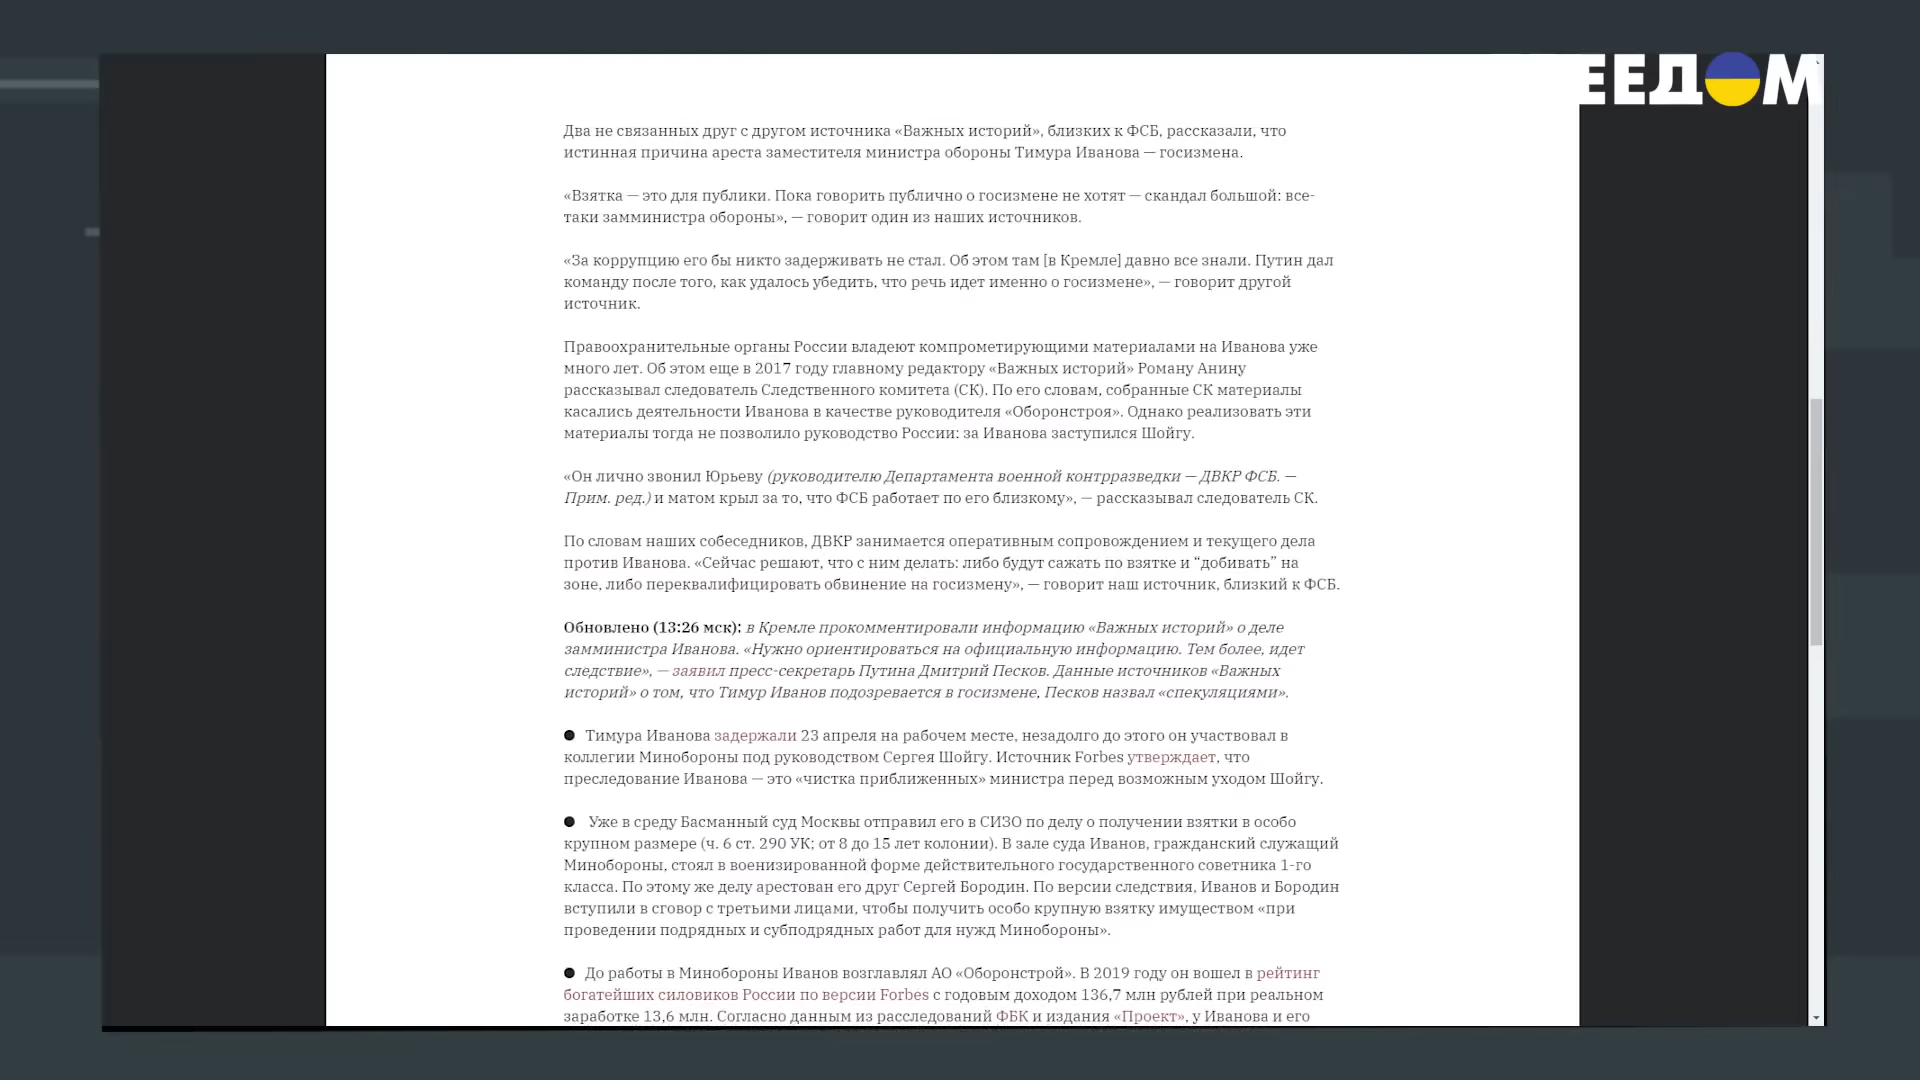 ЕЕДОМ
Два не связанных друг с другом источника «Важных историй», близких к ФСБ, рассказали, что
истинная причина ареста заместителя министра обороны Тимура Иванова — госизмена.
«Взятка — это для публики. Пока говорить публично о госизмене не хотят — скандал большой: все-
таки замминистра обороны», — говорит один из наших источников.
«За коррупцию его бы никто задерживать не стал. Об этом там [в Кремле] давно все знали. Путин дал
команду после того, как удалось убедить, что речь идет именно о госизмене», — говорит другой
источник.
Правоохранительные органы России владеют компрометирующими материалами на Иванова уже
много лет. Об этом еще в 2017 году главному редактору «Важных историй» Роману Анину
рассказывал следователь Следственного комитета (СК). По его словам, собранные СК материалы
касались деятельности Иванова в качестве руководителя «Оборонстроя». Однако реализовать эти
материалы тогда не позволило руководство России: за Иванова заступился Шойгу.
«Он лично звонил Юрьеву (руководителю Департамента военной контрразведки — ДВКР ФСБ. —
Прим. ред.) и матом крыл за то, что ФСБ работает по его близкому», — рассказывал следователь СК.
По словам наших собеседников, ДВКР занимается оперативным сопровождением и текущего дела
против Иванова. «Сейчас решают, что с ним делать: либо будут сажать по взятке и “добивать” на
зоне, либо переквалифицировать обвинение на госизмену», — говорит наш источник, близкий к ФСБ.
Обновлено (13:26 мск): в Кремле прокомментировали информацию «Важных историй» о деле
замминистра Иванова. «Нужно ориентироваться на официальную информацию. Тем более, идет
следствие», — заявил пресс-секретарь Путина Дмитрий Песков. Данные источников «Важных
историй» о том, что Тимур Иванов подозревается в госизмене, Песков назвал «спекуляциями».
● Тимура Иванова задержали 23 апреля на рабочем месте, незадолго до этого он участвовал в
коллегии Минобороны под руководством Сергея Шойгу. Источник Forbes утверждает, что
преследование Иванова — это «чистка приближенных» министра перед возможным уходом Шойгу.
● Уже в среду Басманный суд Москвы отправил его в СИЗО по делу о получении взятки в особо
крупном размере (ч. 6 ст. 290 УК; от 8 до 15 лет колонии). В зале суда Иванов, гражданский служащий
Минобороны, стоял в военизированной форме действительного государственного советника 1-го
класса. По этому же делу арестован его друг Сергей Бородин. По версии следствия, Иванов и Бородин
вступили в сговор с третьими лицами, чтобы получить особо крупную взятку имуществом «при
проведении подрядных и субподрядных работ для нужд Минобороны».
● До работы в Минобороны Иванов возглавлял АО «Оборонстрой». В 2019 году он вошел в рейтинг
богатейших силовиков России по версии Forbes с годовым доходом 136,7 млн рублей при реальном
заработке 13,6 млн. Согласно данным из расследований ФБК и издания «Проект», у Иванова и его